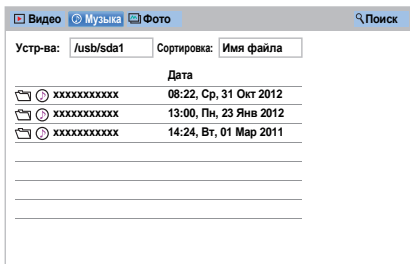 Видео Музыка Фото Поиск
Устр-ва: /usb/sda1 Сортировка: Имя файла
Дата
xxxxxxxxxxx 08:22, Ср, 31 Окт 2012
xxxxxxxxxxx 13:00, Пн, 23 Янв 2012
xxxxxxxxxxx 14:24, Вт, 01 Мар 2011